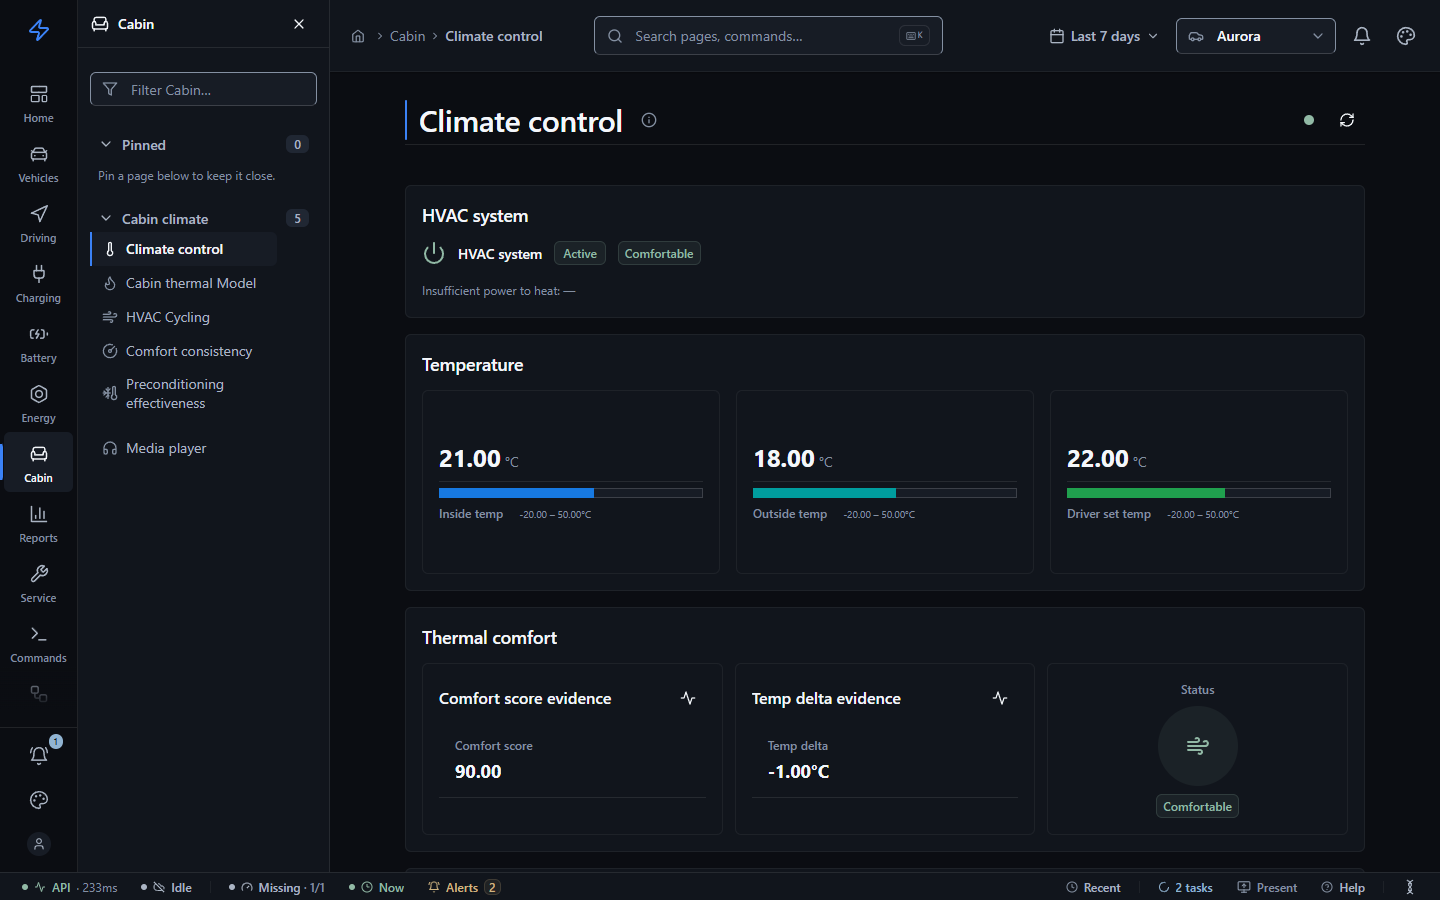 Home
Vehicles
Driving
Charging
Battery
Energy
Cabin
Reports
Service
Commands
1
Cabin
Filter Cabin...
Pinned
0
Pin a page below to keep it close.
Cabin climate
5
Climate control
Cabin thermal Model
HVAC Cycling
Comfort consistency
Preconditioning
effectiveness
Media player
Cabin
Climate control
Search pages, commands...
K
Last 7 days
Aurora
Climate control
HVAC system
HVAC system
Active
Comfortable
Insufficient power to heat: —
Temperature
21.00 °C
Inside temp -20.00 – 50.00°C
18.00 °C
Outside temp -20.00 – 50.00°C
22.00 °C
Driver set temp -20.00 – 50.00°C
Thermal comfort
Comfort score evidence
Comfort score
90.00
Temp delta evidence
Temp delta
-1.00°C
Status
Comfortable
API · 233ms
Idle
Missing · 1/1
Now
Alerts 2
Recent
2 tasks
Present
Help